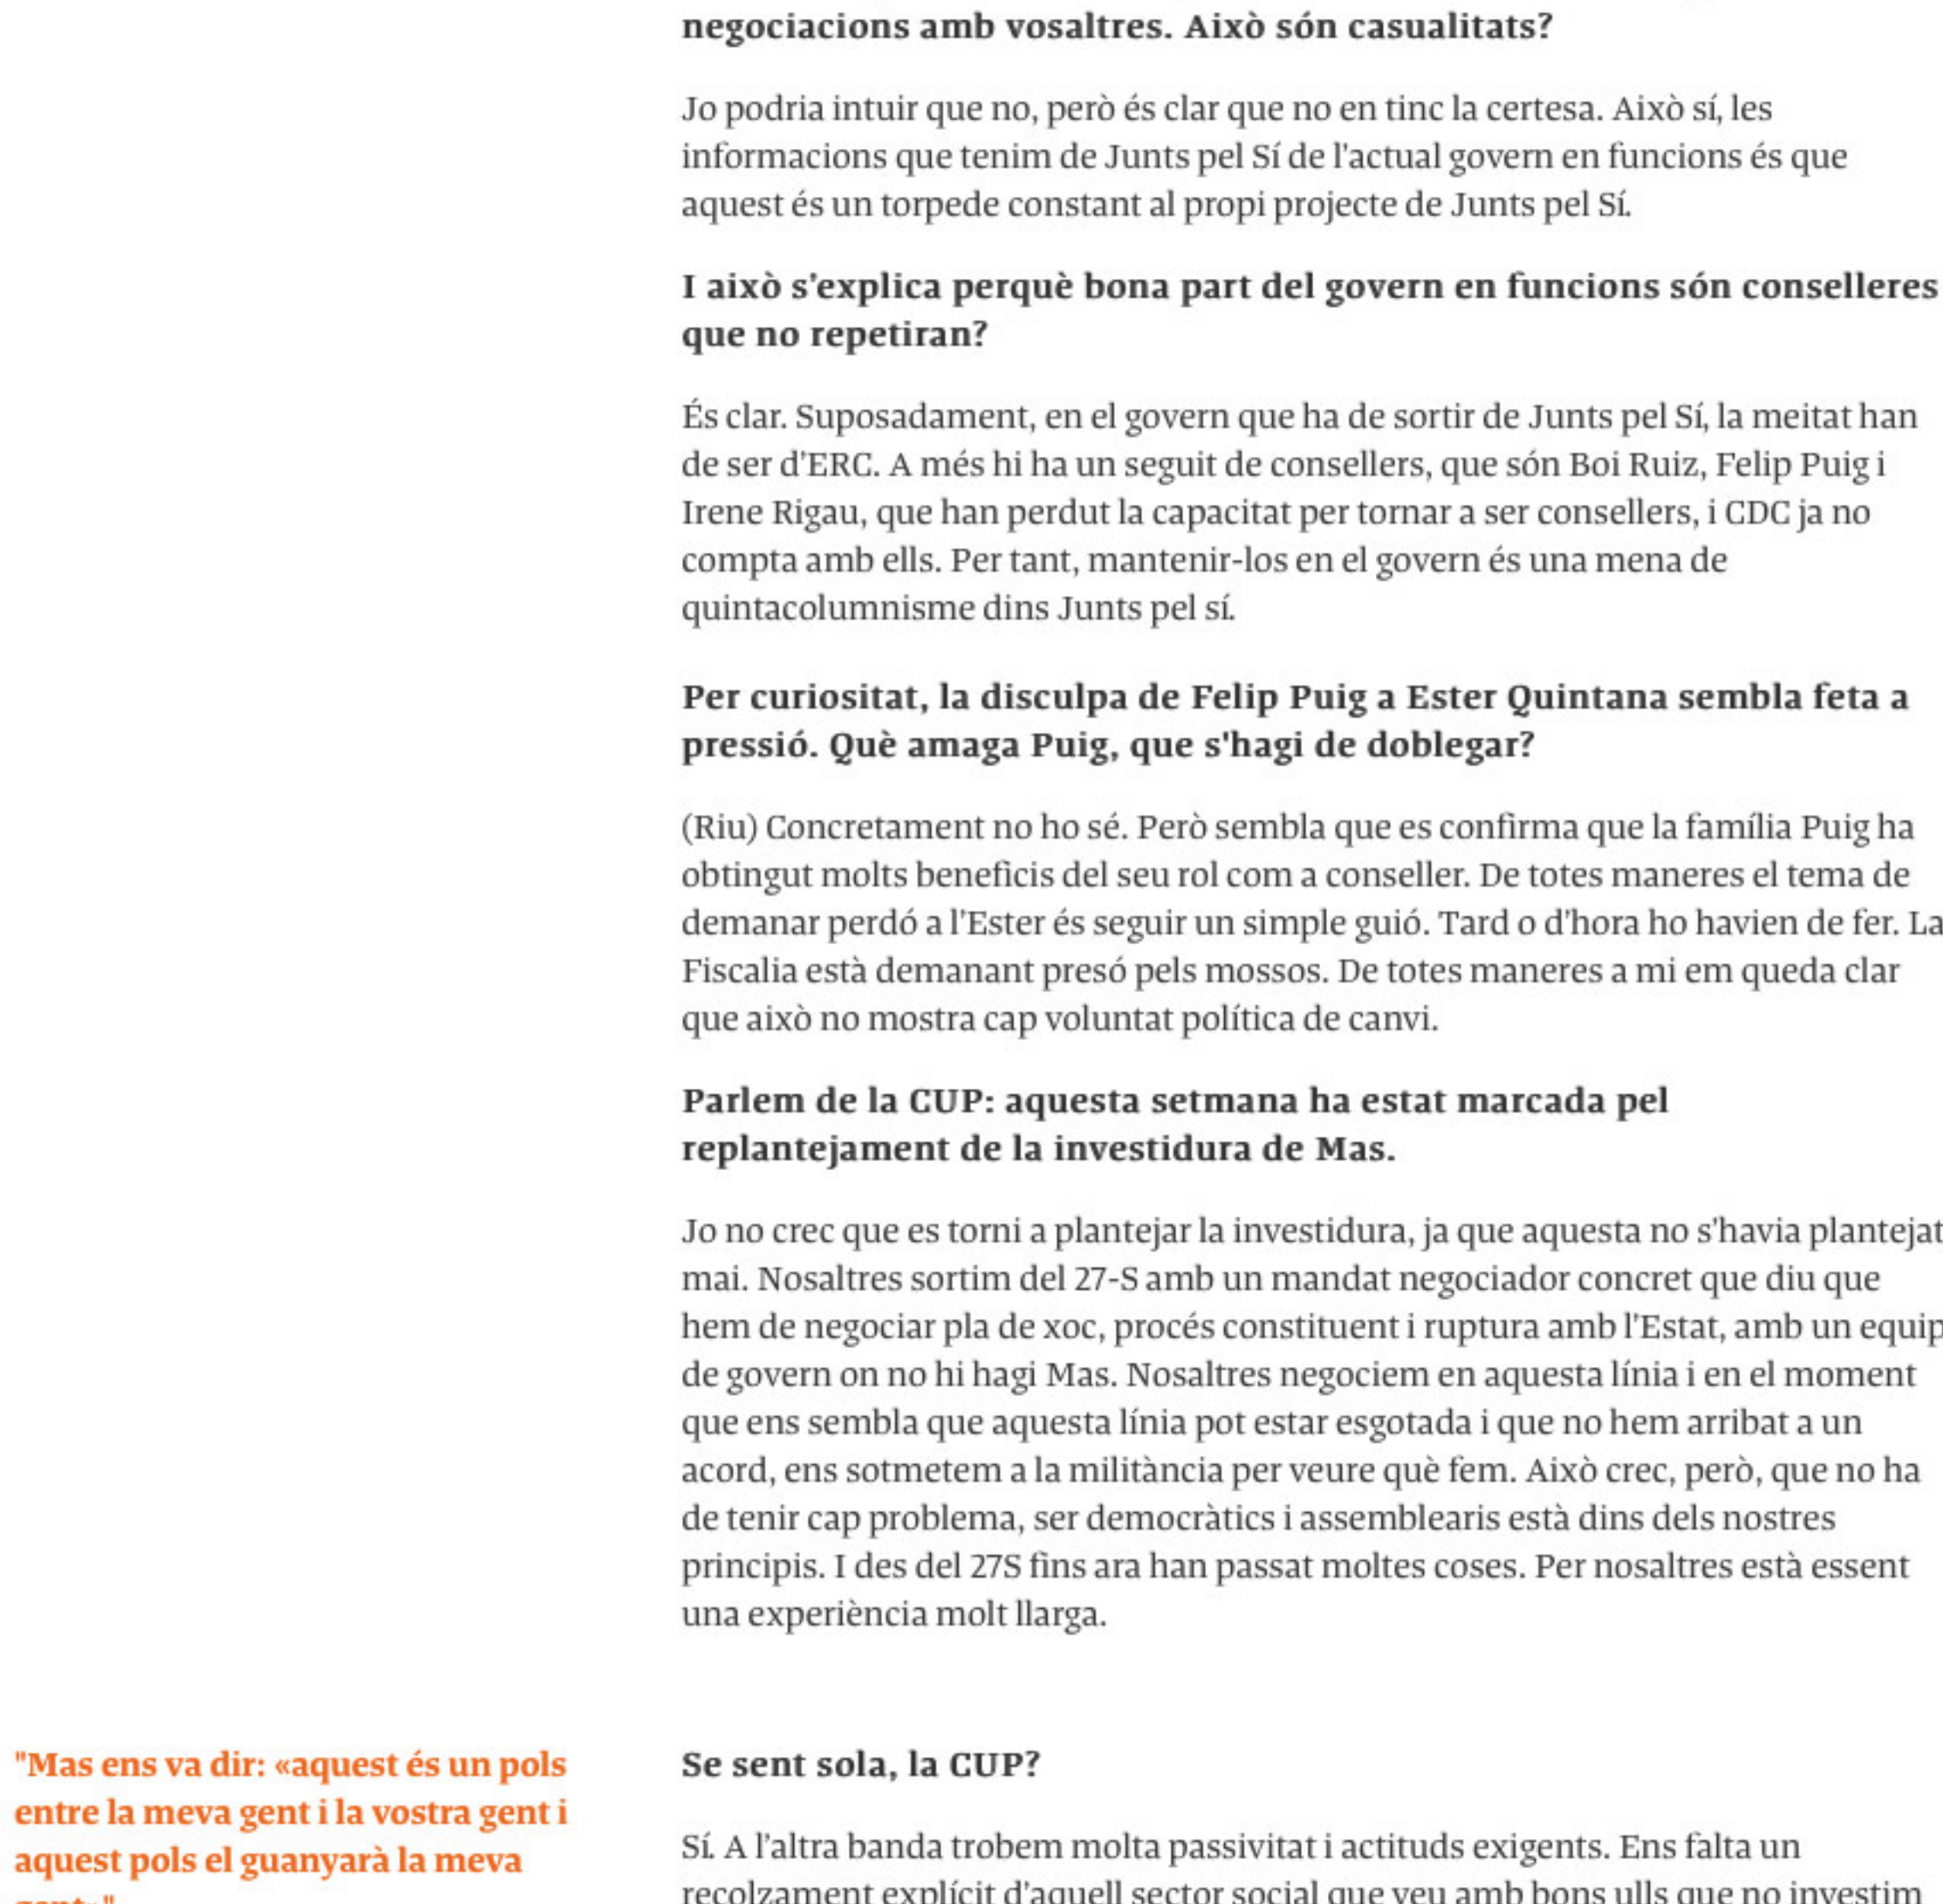 negociacions amb vosaltres. Això són casualitats?
Jo podria intuir que no, però és clar que no en tinc la certesa. Això sí, les
informacions que tenim de Junts pel Sí de l'actual govern en funcions és que
aquest és un torpede constant al propi projecte de Junts pel Sí.
I això s'explica perquè bona part del govern en funcions són conselleres
que no repetiran?
És clar. Suposadament, en el govern que ha de sortir de Junts pel Sí, la meitat han
de ser d'ERC. A més hi ha un seguit de consellers, que són Boi Ruiz, Felip Puig i
Irene Rigau, que han perdut la capacitat per tornar a ser consellers, i CDC ja no
compta amb ells. Per tant, mantenir-los en el govern és una mena de
quintacolumnisme dins Junts pel sí.
Per curiositat, la disculpa de Felip Puig a Ester Quintana sembla feta a
pressió. Què amaga Puig, que s'hagi de doblegar?
(Riu) Concretament no ho sé. Però sembla que es confirma que la família Puig ha
obtingut molts beneficis del seu rol com a conseller. De totes maneres el tema de
demanar perdó a l'Ester és seguir un simple guió. Tard o d'hora ho havien de fer. La
Fiscalia està demanant presó pels mossos. De totes maneres a mi em queda clar
que això no mostra cap voluntat política de canvi.
Parlem de la CUP: aquesta setmana ha estat marcada pel
replantejament de la investidura de Mas.
Jo no crec que es torni a plantejar la investidura, ja que aquesta no s'havia plantejat
mai. Nosaltres sortim del 27-S amb un mandat negociador concret que diu que
hem de negociar pla de xoc, procés constituent i ruptura amb l'Estat, amb un equip
de govern on no hi hagi Mas. Nosaltres negociem en aquesta línia i en el moment
que ens sembla que aquesta línia pot estar esgotada i que no hem arribat a un
acord, ens sotmetem a la militància per veure què fem. Això crec, però, que no ha
de tenir cap problema, ser democràtics i assemblearis està dins dels nostres
principis. I des del 27S fins ara han passat moltes coses. Per nosaltres està essent
una experiència molt llarga.
"Mas ens va dir: «aquest és un pols
entre la meva gent i la vostra gent i
aquest pols el guanyarà la meva
Se sent sola, la CUP?
Sí. A l'altra banda trobem molta passivitat i actituds exigents. Ens falta un
recolzament explícit d'aquell sector social que veu amb bons ulls que no investim